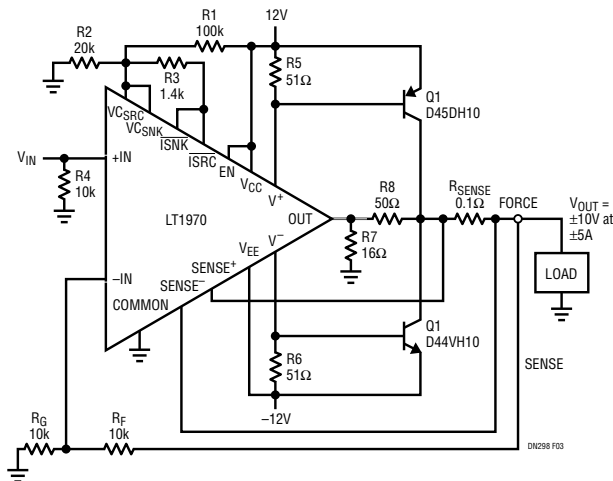 R2
20k
R1
100k
12V
R3
1.4k
R5
51Ω
Q1
D45DH10
VCSRC
VCSNK
ISNK
ISRC
EN
VCC
V+
VIN
+IN
R4
10k
LT1970
OUT
R8
50Ω
RSENSE
0.1Ω
FORCE
VOUT =
±10V at
±5A
R7
16Ω
LOAD
–IN
COMMON
SENSE–
SENSE+
VEE
V–
Q1
D44VH10
R6
51Ω
–12V
SENSE
RG
10k
RF
10k
DN298 F03